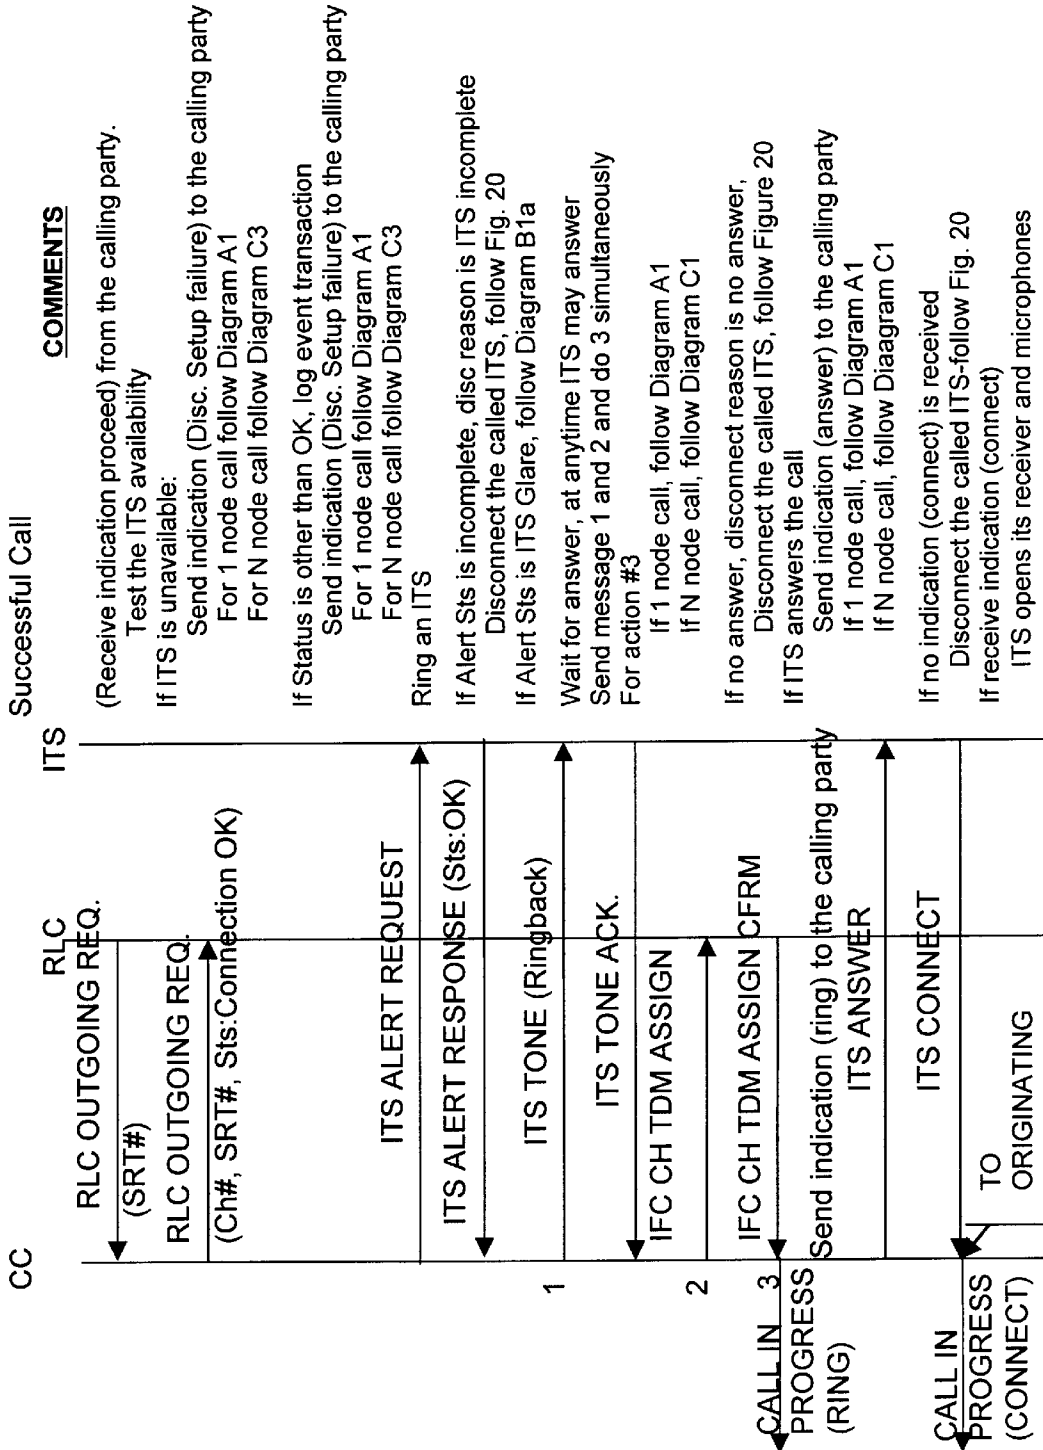 Successful Call
CC
RLC
ITS
COMMENTS
RLC OUTGOING REQ.
(SRT#)
RLC OUTGOING REQ.
(Ch#, SRT#, Sts:Connection OK)
ITS ALERT REQUEST
ITS ALERT RESPONSE (Sts:OK)
1
ITS TONE (Ringback)
ITS TONE ACK.
IFC CH TDM ASSIGN
2
IFC CH TDM ASSIGN CFRM
3
CALL IN
PROGRESS
(RING)
Send indication (ring) to the calling party
ITS ANSWER
ITS CONNECT
CALL IN
PROGRESS
(CONNECT)
TO
ORIGINATING
(Receive indication proceed) from the calling party.
Test the ITS availability
If ITS is unavailable:
Send indication (Disc. Setup failure) to the calling party
For 1 node call follow Diagram A1
For N node call follow Diagram C3
If Status is other than OK, log event transaction
Send indication (Disc. Setup failure) to the calling party
For 1 node call follow Diagram A1
For N node call follow Diagram C3
Ring an ITS
If Alert Sts is incomplete, disc reason is ITS incomplete
Disconnect the called ITS, follow Fig. 20
If Alert Sts is ITS Glare, follow Diagram B1a
Wait for answer, at anytime ITS may answer
Send message 1 and 2 and do 3 simultaneously
For action #3
If 1 node call, follow Diagram A1
If N node call, follow Diagram C1
If no answer, disconnect reason is no answer,
Disconnect the called ITS, follow Figure 20
If ITS answers the call
Send indication (answer) to the calling party
If 1 node call, follow Diagram A1
If N node call, follow Diaagram C1
If no indication (connect) is received
Disconnect the called ITS-follow Fig. 20
If receive indication (connect)
ITS opens its receiver and microphones